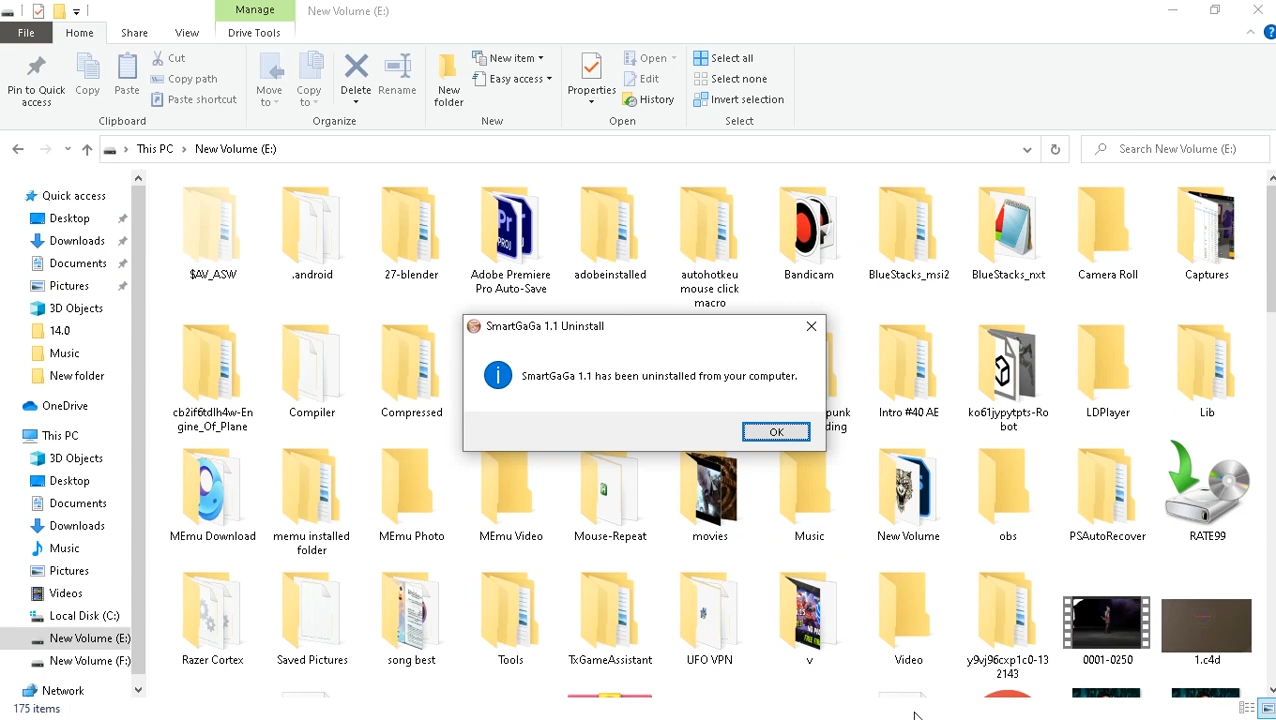 Manage
New Volume (E:)
File
Home
Share
View
Drive Tools
Pin to Quick
access
Copy
Paste
Cut
Copy path
Paste shortcut
Clipboard
Move
to
Copy
to
Delete
Rename
Organize
New
folder
New item
Easy access
New
Properties
Open
Edit
History
Open
Select all
Select none
Invert selection
Select
This PC
New Volume (E:)
Search New Volume (E:)
Quick access
Desktop
Downloads
Documents
Pictures
3D Objects
14.0
Music
New folder
OneDrive
This PC
3D Objects
Desktop
Documents
Downloads
Music
Pictures
Videos
Local Disk (C:)
New Volume (E:)
New Volume (F:)
Network
$AV_ASW
.android
27-blender
Adobe Premiere
Pro Auto-Save
adobeinstalled
autohotkeu
mouse click
macro
Bandicam
BlueStacks_msi2
BlueStacks_nxt
Camera Roll
Captures
cb2if6tdlh4w-En
gine_Of_Plane
Compiler
Compressed
punk
ding
Intro #40 AE
ko61jypytpts-Ro
bot
LDPlayer
Lib
SmartGaGa 1.1 Uninstall
SmartGaGa 1.1 has been uninstalled from your computer.
OK
MEmu Download
memu installed
folder
MEmu Photo
MEmu Video
Mouse-Repeat
movies
Music
New Volume
obs
PSAutoRecover
RATE99
Razer Cortex
Saved Pictures
song best
Tools
TxGameAssistant
UFO VPN
v
Video
y9vj96cxp1c0-13
2143
0001-0250
1.c4d
175 items